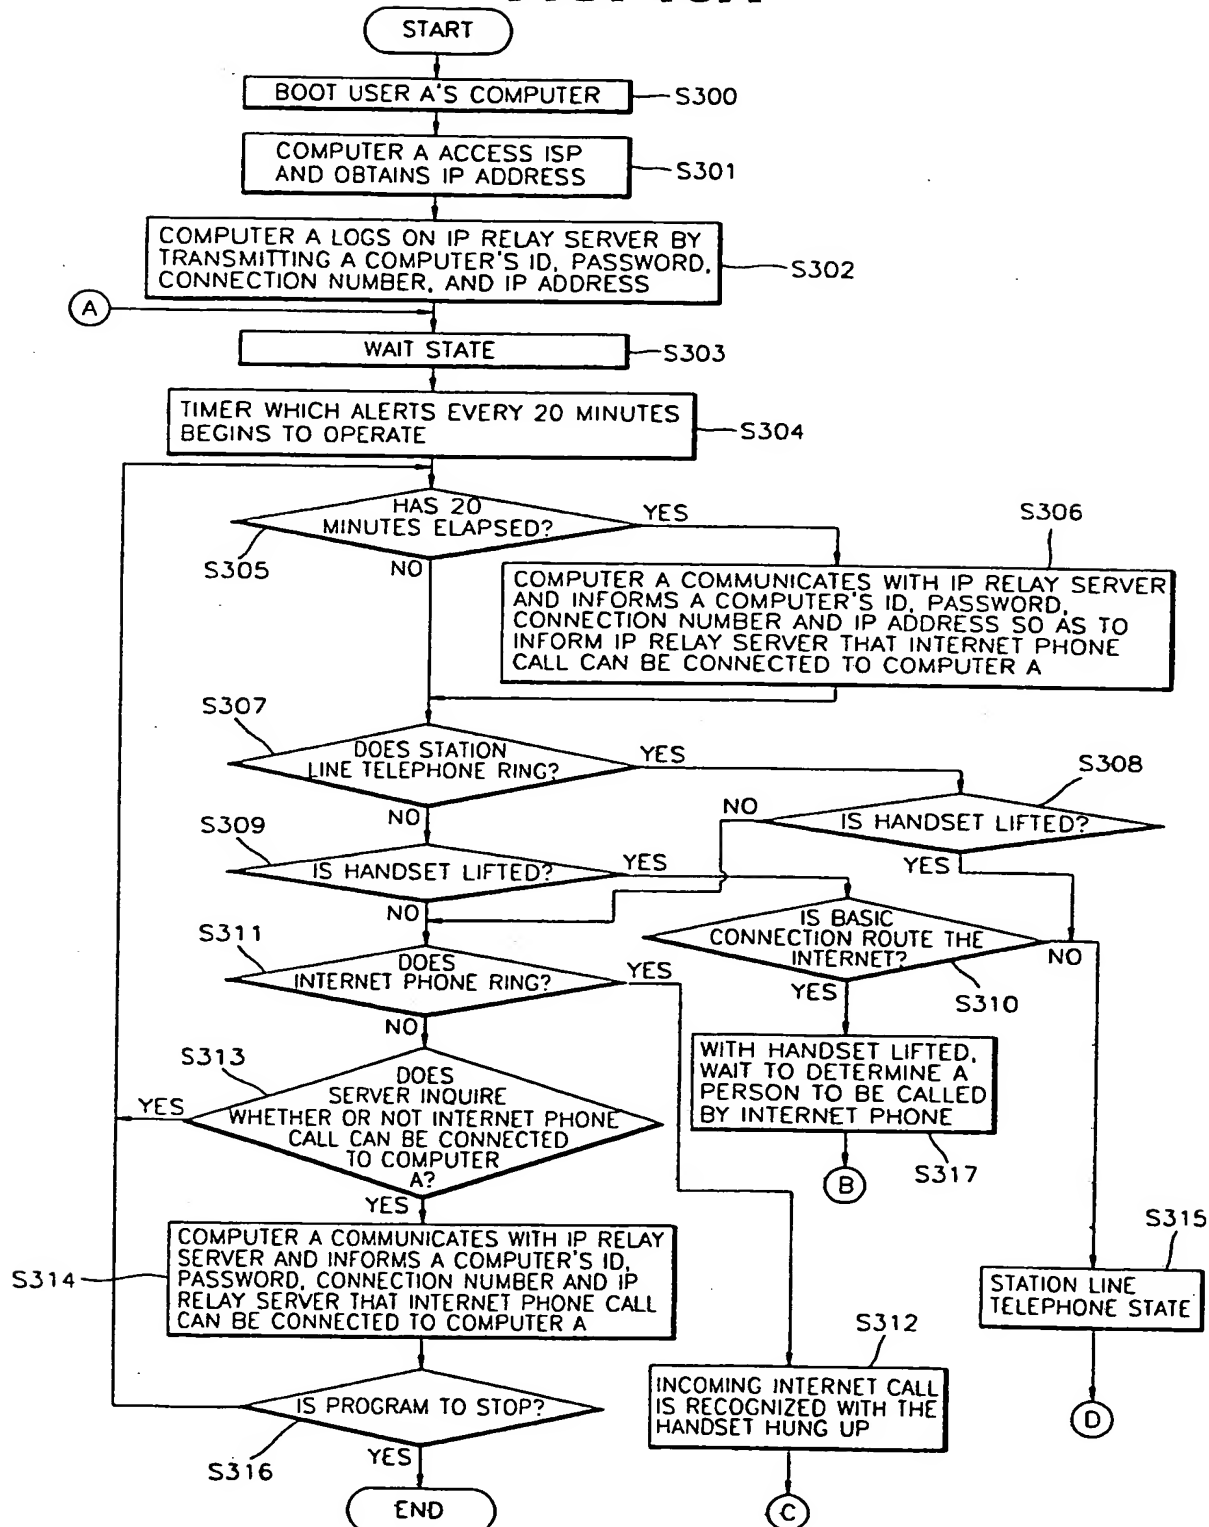 START
BOOT USER A'S COMPUTER
S300
COMPUTER A ACCESS ISP
AND OBTAINS IP ADDRESS
S301
COMPUTER A LOGS ON IP RELAY SERVER BY
TRANSMITTING A COMPUTER'S ID, PASSWORD,
CONNECTION NUMBER, AND IP ADDRESS
S302
A
WAIT STATE
S303
TIMER WHICH ALERTS EVERY 20 MINUTES
BEGINS TO OPERATE
S304
HAS 20
MINUTES ELAPSED?
YES
S305
NO
S306
COMPUTER A COMMUNICATES WITH IP RELAY SERVER
AND INFORMS A COMPUTER'S ID, PASSWORD,
CONNECTION NUMBER AND IP ADDRESS SO AS TO
INFORM IP RELAY SERVER THAT INTERNET PHONE
CALL CAN BE CONNECTED TO COMPUTER A
S307
DOES STATION
LINE TELEPHONE RING?
YES
NO
S308
IS HANDSET LIFTED?
NO
YES
S309
IS HANDSET LIFTED?
YES
NO
IS BASIC
CONNECTION ROUTE THE
INTERNET?
NO
YES
S310
S311
DOES
INTERNET PHONE RING?
YES
NO
WITH HANDSET LIFTED,
WAIT TO DETERMINE A
PERSON TO BE CALLED
BY INTERNET PHONE
S317
B
S313
DOES
SERVER INQUIRE
WHETHER OR NOT INTERNET PHONE
CALL CAN BE CONNECTED
TO COMPUTER
A?
YES
YES
S314
COMPUTER A COMMUNICATES WITH IP RELAY
SERVER AND INFORMS A COMPUTER'S ID,
PASSWORD, CONNECTION NUMBER AND IP
RELAY SERVER THAT INTERNET PHONE CALL
CAN BE CONNECTED TO COMPUTER A
S315
STATION LINE
TELEPHONE STATE
D
S312
INCOMING INTERNET CALL
IS RECOGNIZED WITH THE
HANDSET HUNG UP
C
IS PROGRAM TO STOP?
S316
YES
END